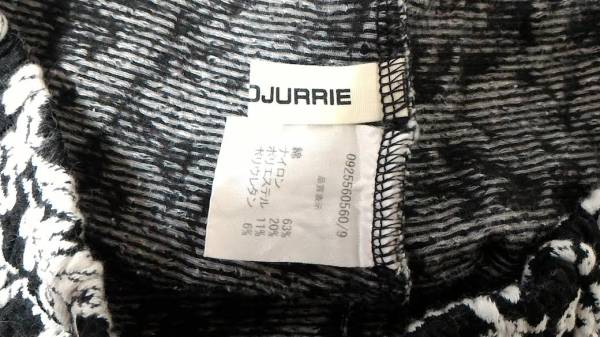 DJURRIE
0925560560/9
品質表示
綿 63%
ナイロン 20%
ポリエステル 11%
ポリウレタン 6%